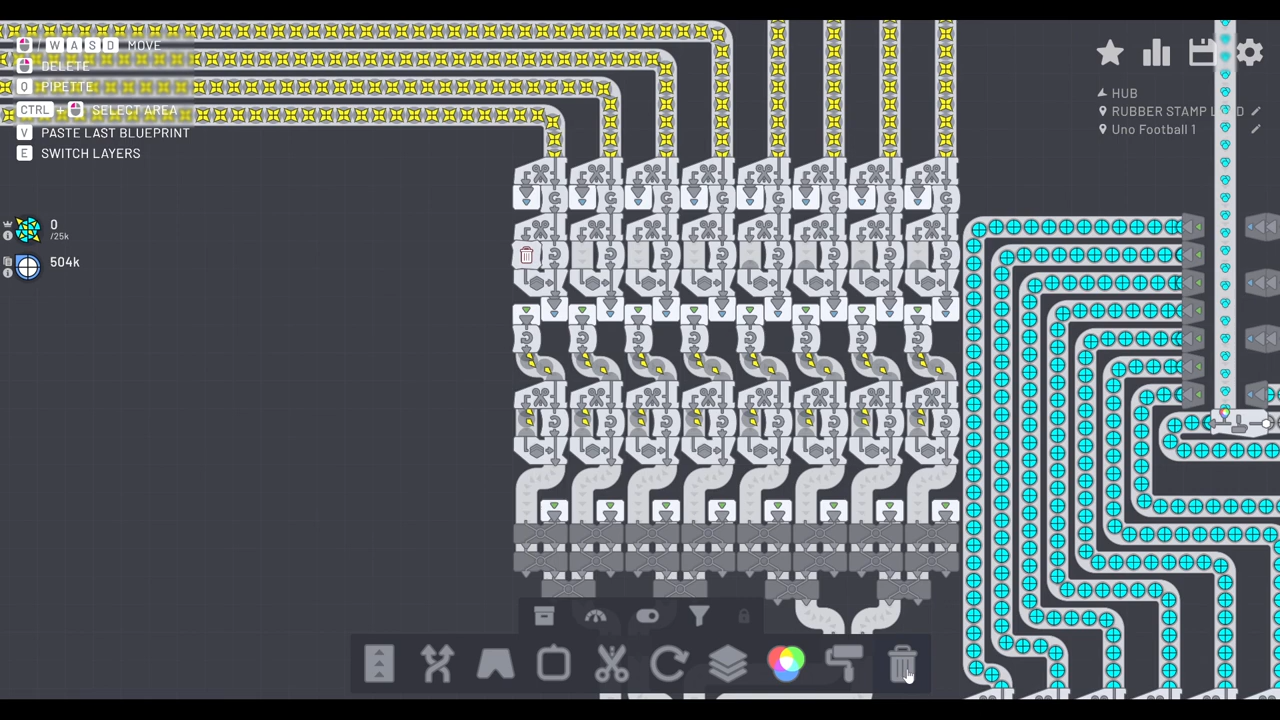 / W A S D MOVE
DELETE
Q PIPETTE
CTRL + SELECT AREA
V PASTE LAST BLUEPRINT
E SWITCH LAYERS
0
/25k
504k
HUB
RUBBER STAMP
Uno Football 1